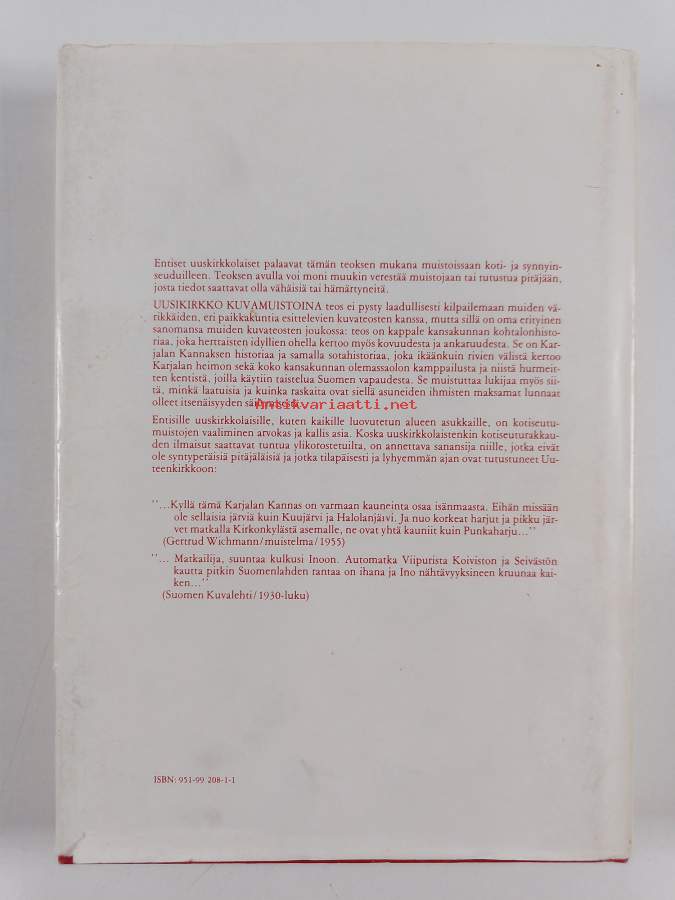 Entiset uuskirkkolaiset palaavat tämän teoksen mukana muistoissaan koti- ja synnyin-
seuduilleen. Teoksen avulla voi moni muukin verestää muistojaan tai tutustua pitäjään,
josta tiedot saattavat olla vähäisiä tai hämärtyneitä.
UUSIKIRKKO KUVAMUISTOINA teos ei pysty laadullisesti kilpailemaan muiden vä-
rikkäiden, eri paikkakuntia esittelevien kuvateosten kanssa, mutta sillä on oma erityinen
sanomansa muiden kuvateosten joukossa: teos on kappale kansakunnan kohtalonhisto-
riaa, joka herttaisten idyllien ohella kertoo myös kovuudesta ja ankaruudesta. Se on Kar-
jalan Kannaksen historiaa ja samalla sotahistoriaa, joka ikäänkuin rivien välistä kertoo
Karjalan heimon sekä koko kansakunnan olemassaolon kamppailusta ja niistä hurmeit-
ten kentistä, joilla käytiin taistelua Suomen vapaudesta. Se muistuttaa lukijaa myös sii-
tä, minkä laatuisia ja kuinka raskaita ovat siellä asuneiden ihmisten maksamat lunnaat
olleet itsenäisyyden
Antikvariaatti.net
Entisille uuskirkkolaisille, kuten kaikille luovutetun alueen asukkaille, on kotiseutu-
muistojen vaaliminen arvokas ja kallis asia. Koska uuskirkkolaistenkin kotiseuturakkau-
den ilmaisut saattavat tuntua ylikorostetuilta, on annettava sanansija niille, jotka eivät
ole syntyperäisiä pitäjäläisiä ja jotka tilapäisesti ja lyhyemmän ajan ovat tutustuneet Uu-
teenkirkkoon:
''...Kyllä tämä Karjalan Kannas on varmaan kauneinta osaa isänmaasta. Eihän missään
ole sellaisia järviä kuin Kuujärvi ja Halolanjärvi. Ja nuo korkeat harjut ja pikku jär-
vet matkalla Kirkonkylästä asemalle, ne ovat yhtä kauniit kuin Punkaharju...''
(Gertrud Wichmann/muistelma/1955)
''... Matkailija, suuntaa kulkusi Inoon. Automatka Viipurista Koiviston ja Seivästön
kautta pitkin Suomenlahden rantaa on ihana ja Ino nähtävyyksineen kruunaa kai-
ken...''
(Suomen Kuvalehti/1930-luku)
ISBN: 951-99 208-1-1